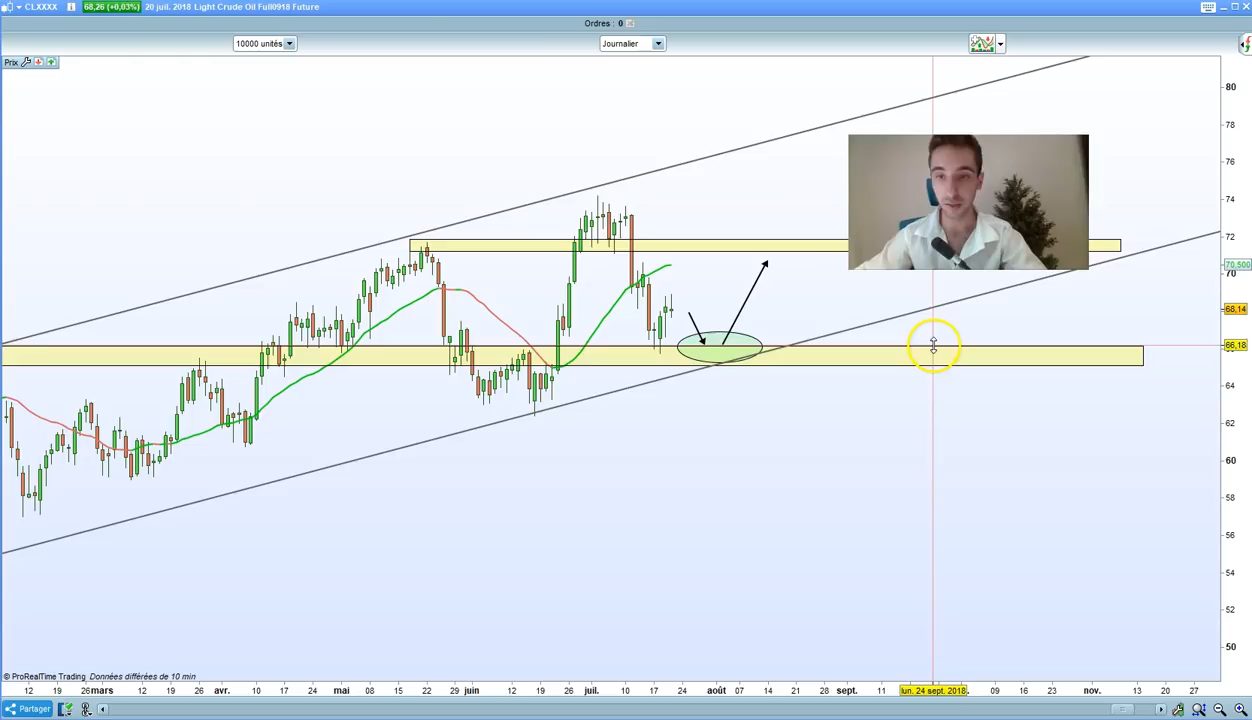 CLXXXX 68,26 (+0,03%) 20 juil. 2018 Light Crude Oil Full0918 Future
Ordres : 0
10000 unités
Journalier
Prix
80
78
76
74
72
70,500
70
68,14
66,18
64
62
60
58
56
54
52
50
© ProRealTime Trading Données différées de 10 min
12 19 26 mars 12 19 26 avr. 10 17 24 mai 08 15 22 29 juin 12 19 26 juil. 10 17 24 août 07 14 21 28 sept. 11 lun. 24 sept. 2018 09 16 23 nov. 13 20 27
Partager